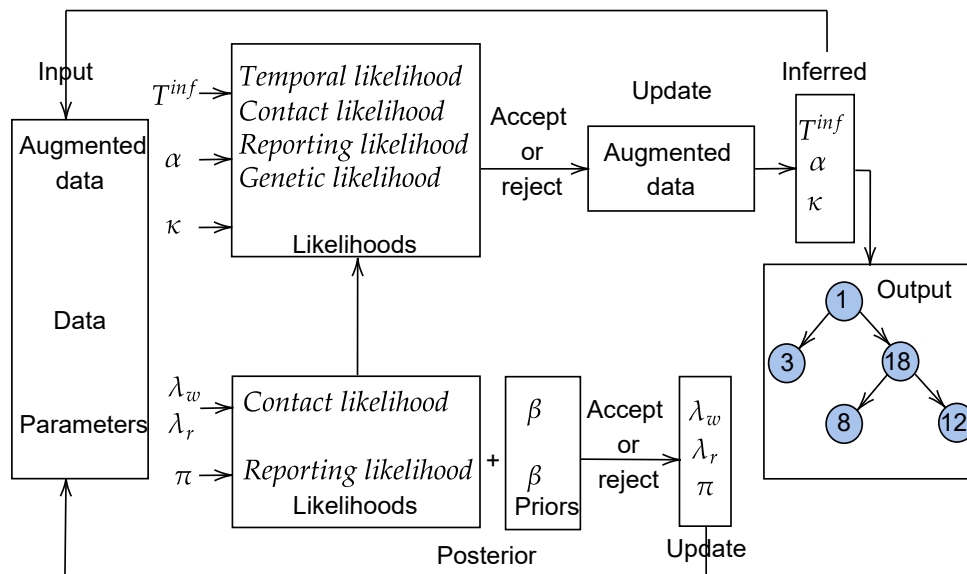 Input
Augmented
data
Data
Parameters
T^{inf}
α
κ
Temporal likelihood
Contact likelihood
Reporting likelihood
Genetic likelihood
Likelihoods
Accept
or
reject
Update
Augmented
data
Inferred
T^{inf}
α
κ
Output
1
3
18
8
12
λ_w
λ_r
π
Contact likelihood
Reporting likelihood
Likelihoods
+
β
β
Priors
Accept
or
reject
λ_w
λ_r
π
Posterior
Update